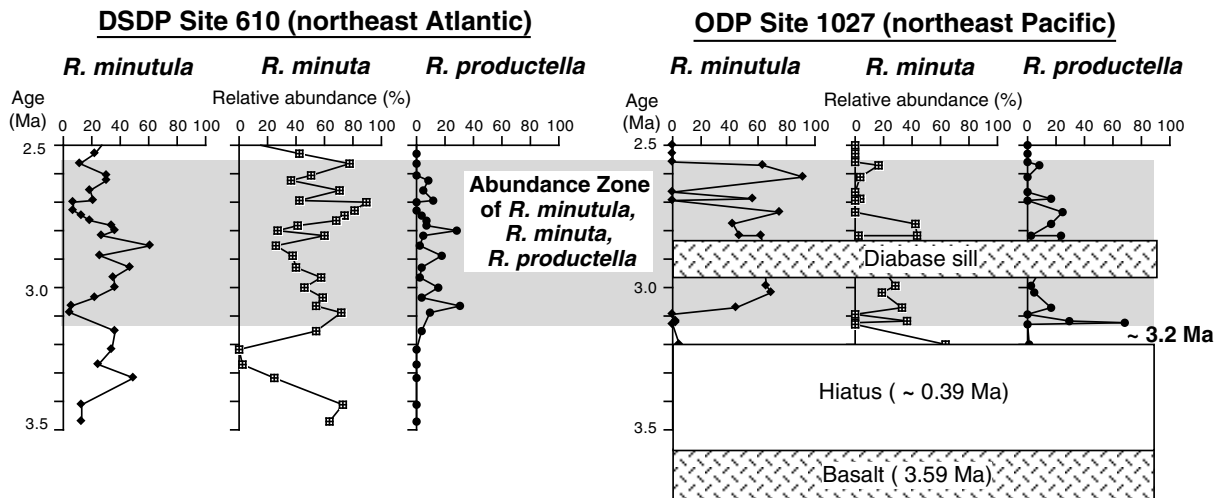 DSDP Site 610 (northeast Atlantic)
ODP Site 1027 (northeast Pacific)
R. minutula
R. minuta
R. productella
R. minutula
R. minuta
R. productella
Age
(Ma)
Relative abundance (%)
Age
(Ma)
Relative abundance (%)
0 20 40 60 80 100
0 20 40 60 80 100
0 20 40 60 80 100
0 20 40 60 80 100
0 20 40 60 80 100
0 20 40 60 80 100
2.5
2.5
Abundance Zone
of R. minutula,
R. minuta,
R. productella
Diabase sill
3.0
3.0
~ 3.2 Ma
Hiatus ( ~ 0.39 Ma)
3.5
3.5
Basalt ( 3.59 Ma)